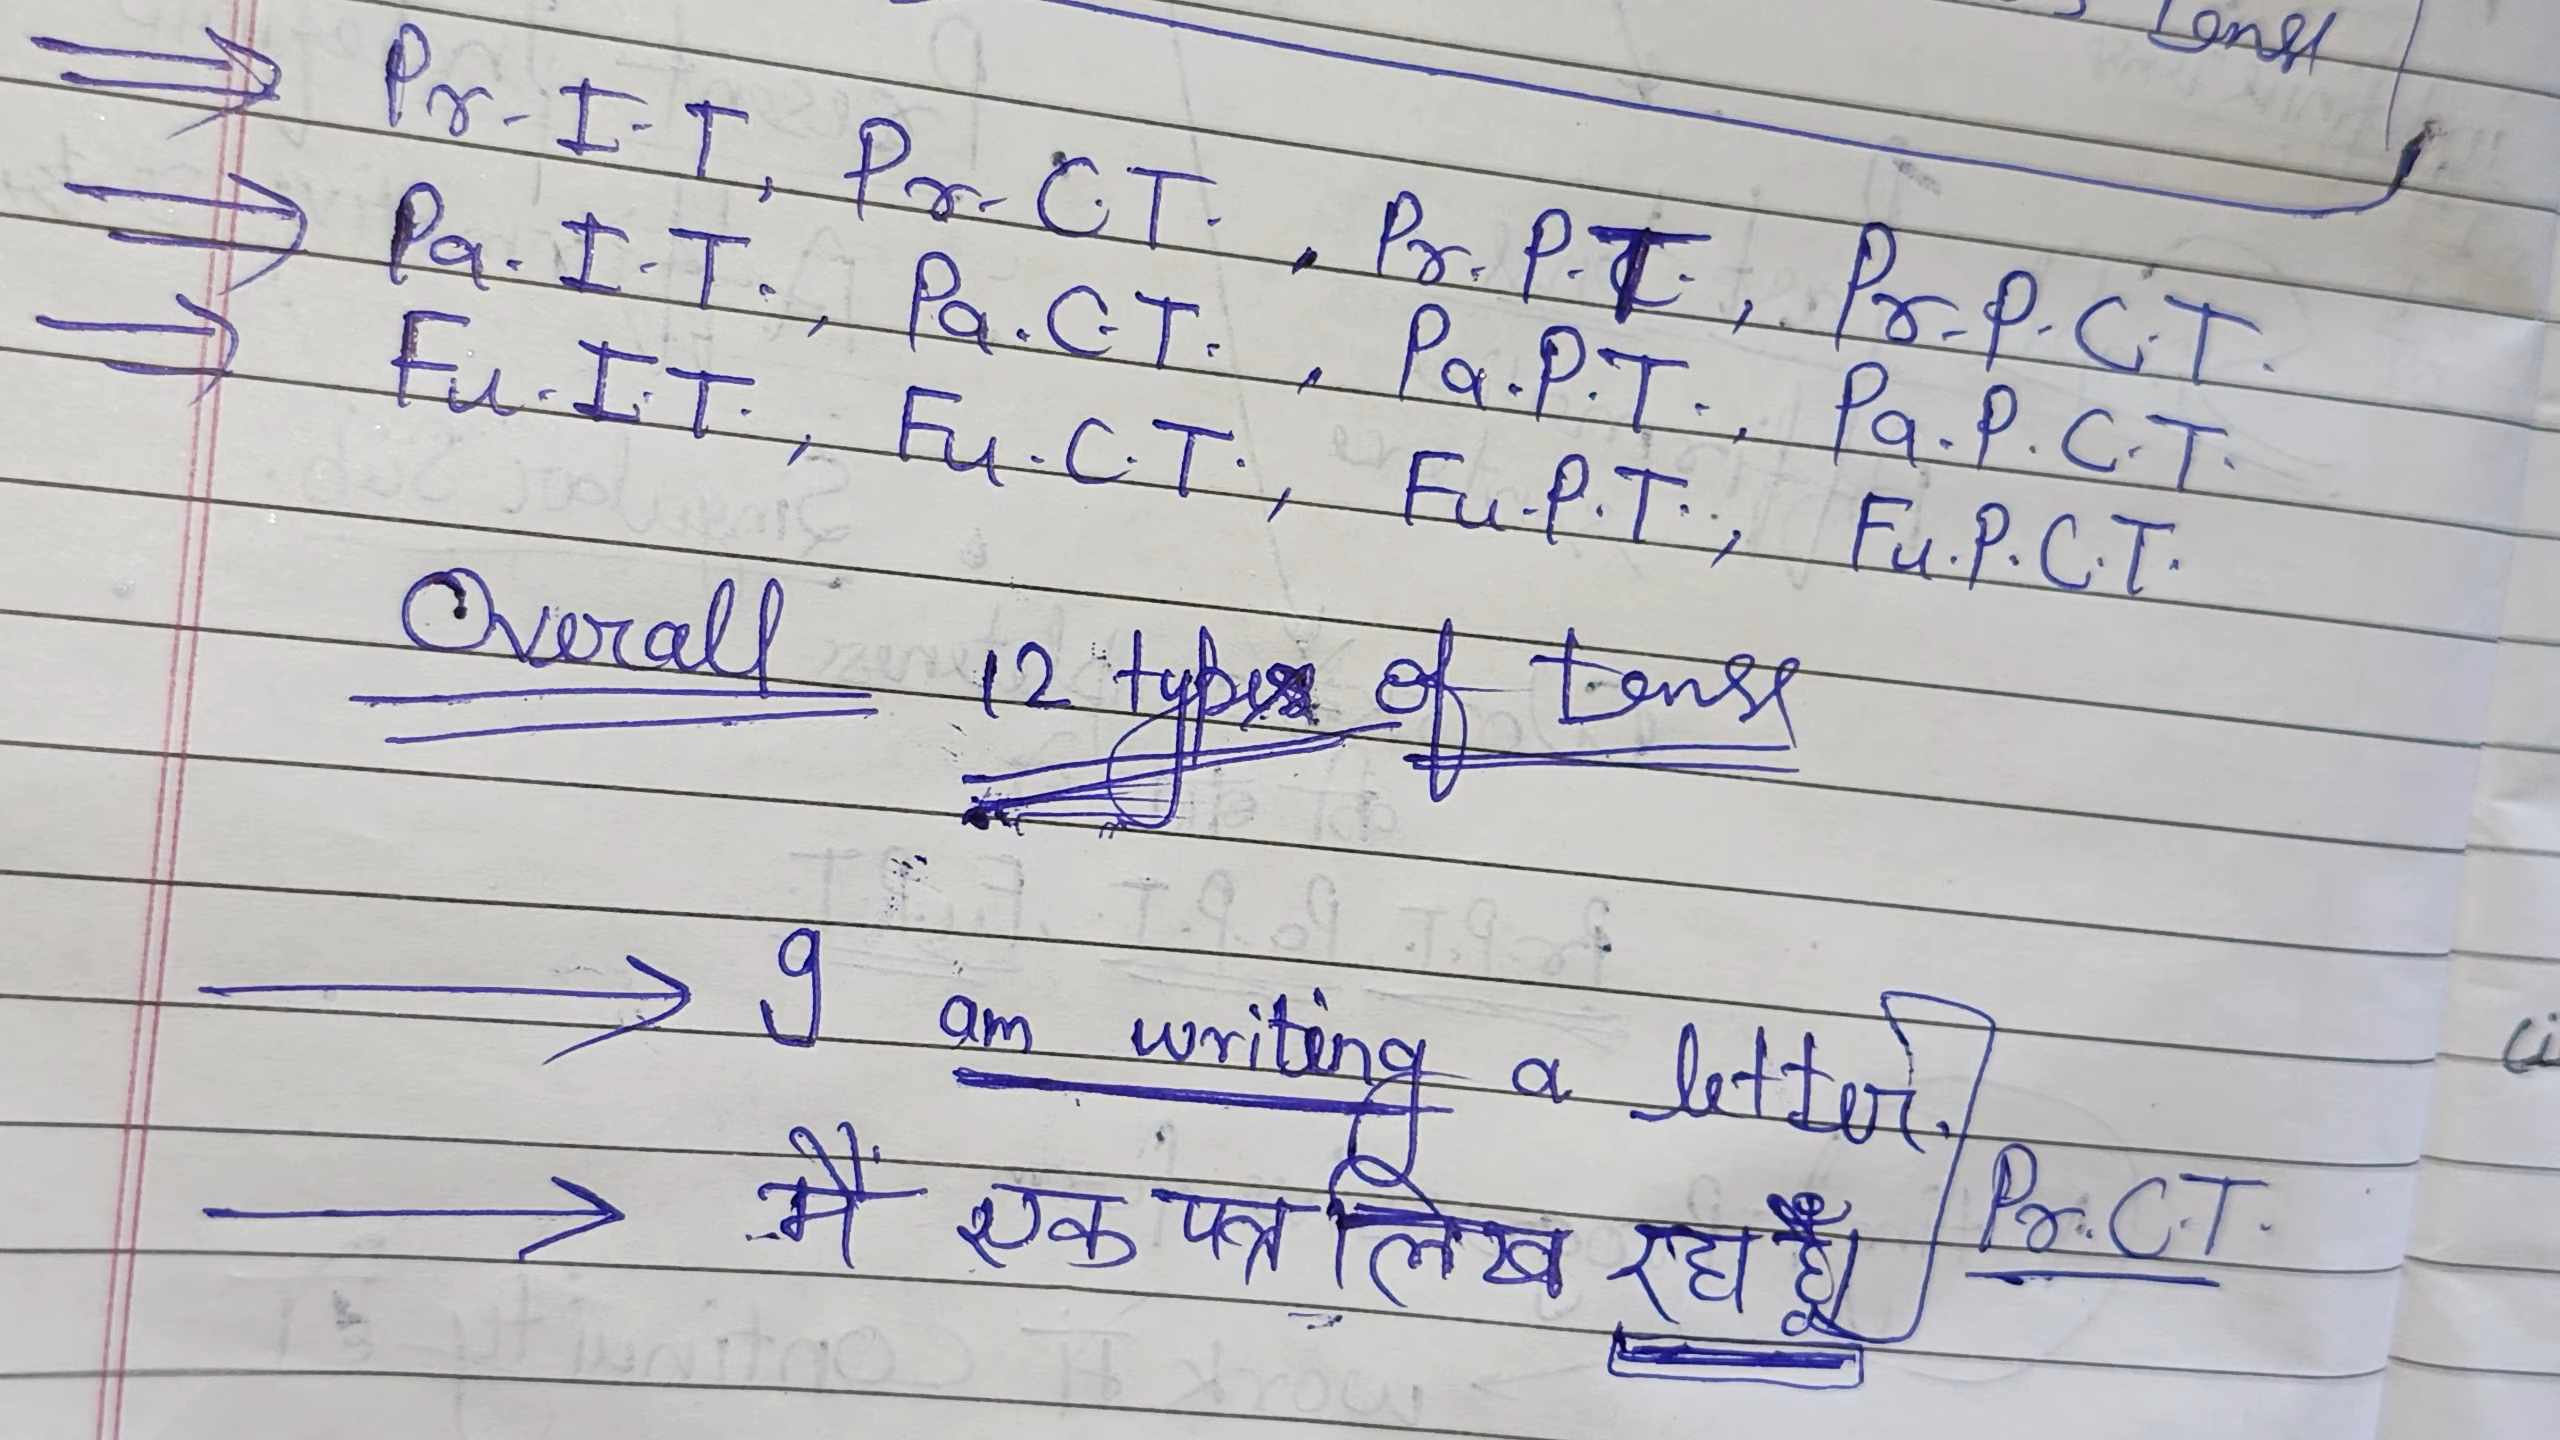 Tense
Pr. I. T, Pr. C. T. , Pr. P. T. , Pr. P. C. T.
Pa. I. T. , Pa. C. T. , Pa. P. T. , Pa. P. C. T.
Fu. I. T. , Fu. C. T. , Fu. P. T. , Fu. P. C. T.
Overall 12 types of tense
I am writing a letter.
मैं एक पत्र लिख रहा हूँ।
Pr. C. T.